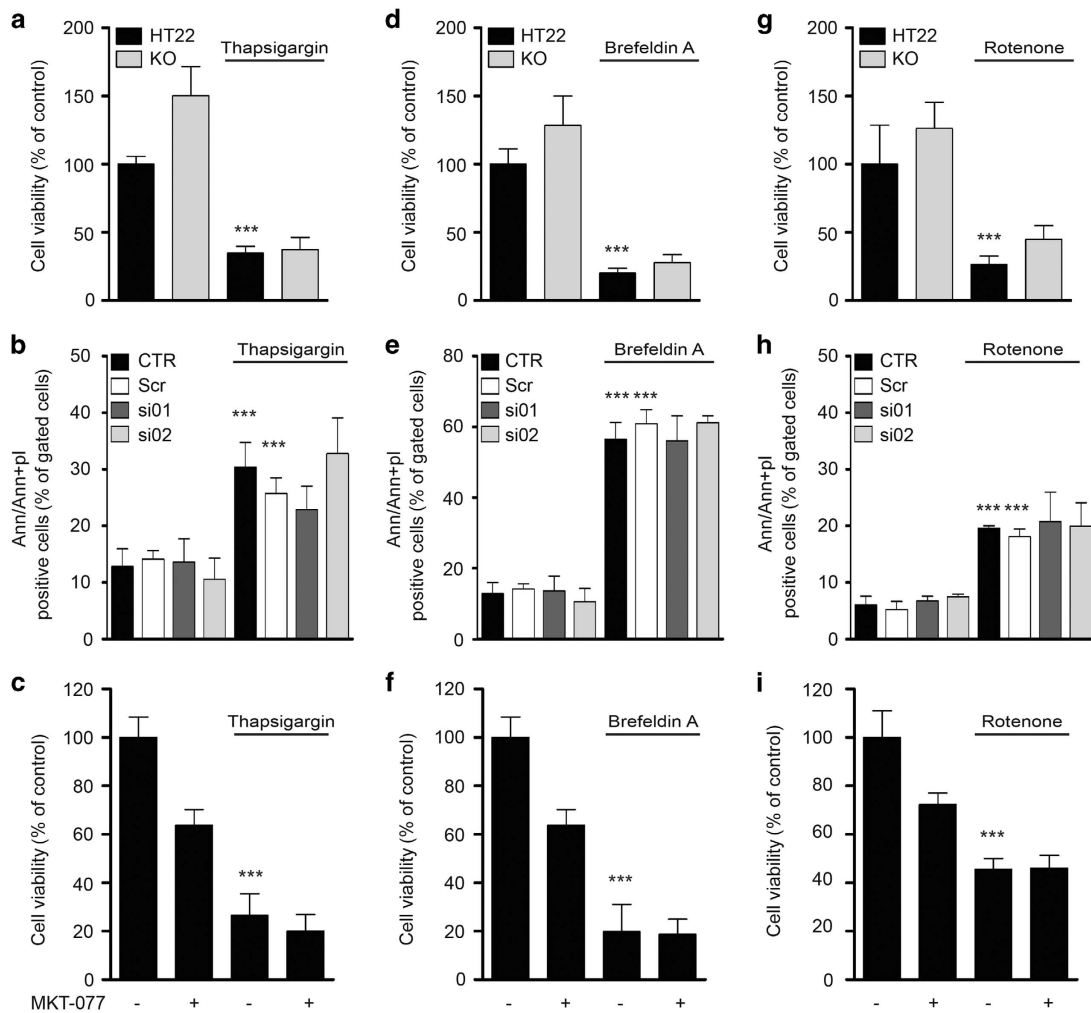 a
HT22
KO
Thapsigargin
Cell viability (% of control)
200
150
100
50
0
***
d
HT22
KO
Brefeldin A
Cell viability (% of control)
200
150
100
50
0
***
g
HT22
KO
Rotenone
Cell viability (% of control)
200
150
100
50
0
***
b
CTR
Scr
si01
si02
Thapsigargin
Ann/Ann+pI
positive cells (% of gated cells)
50
40
30
20
10
0
*** ***
e
CTR
Scr
si01
si02
Brefeldin A
Ann/Ann+pI
positive cells (% of gated cells)
80
60
40
20
0
*** ***
h
CTR
Scr
si01
si02
Rotenone
Ann/Ann+pI
positive cells (% of gated cells)
50
40
30
20
10
0
*** ***
c
Thapsigargin
Cell viability (% of control)
120
100
80
60
40
20
0
***
f
Brefeldin A
Cell viability (% of control)
120
100
80
60
40
20
0
***
i
Rotenone
Cell viability (% of control)
120
100
80
60
40
20
0
***
MKT-077 - + - + - + - + - + - +